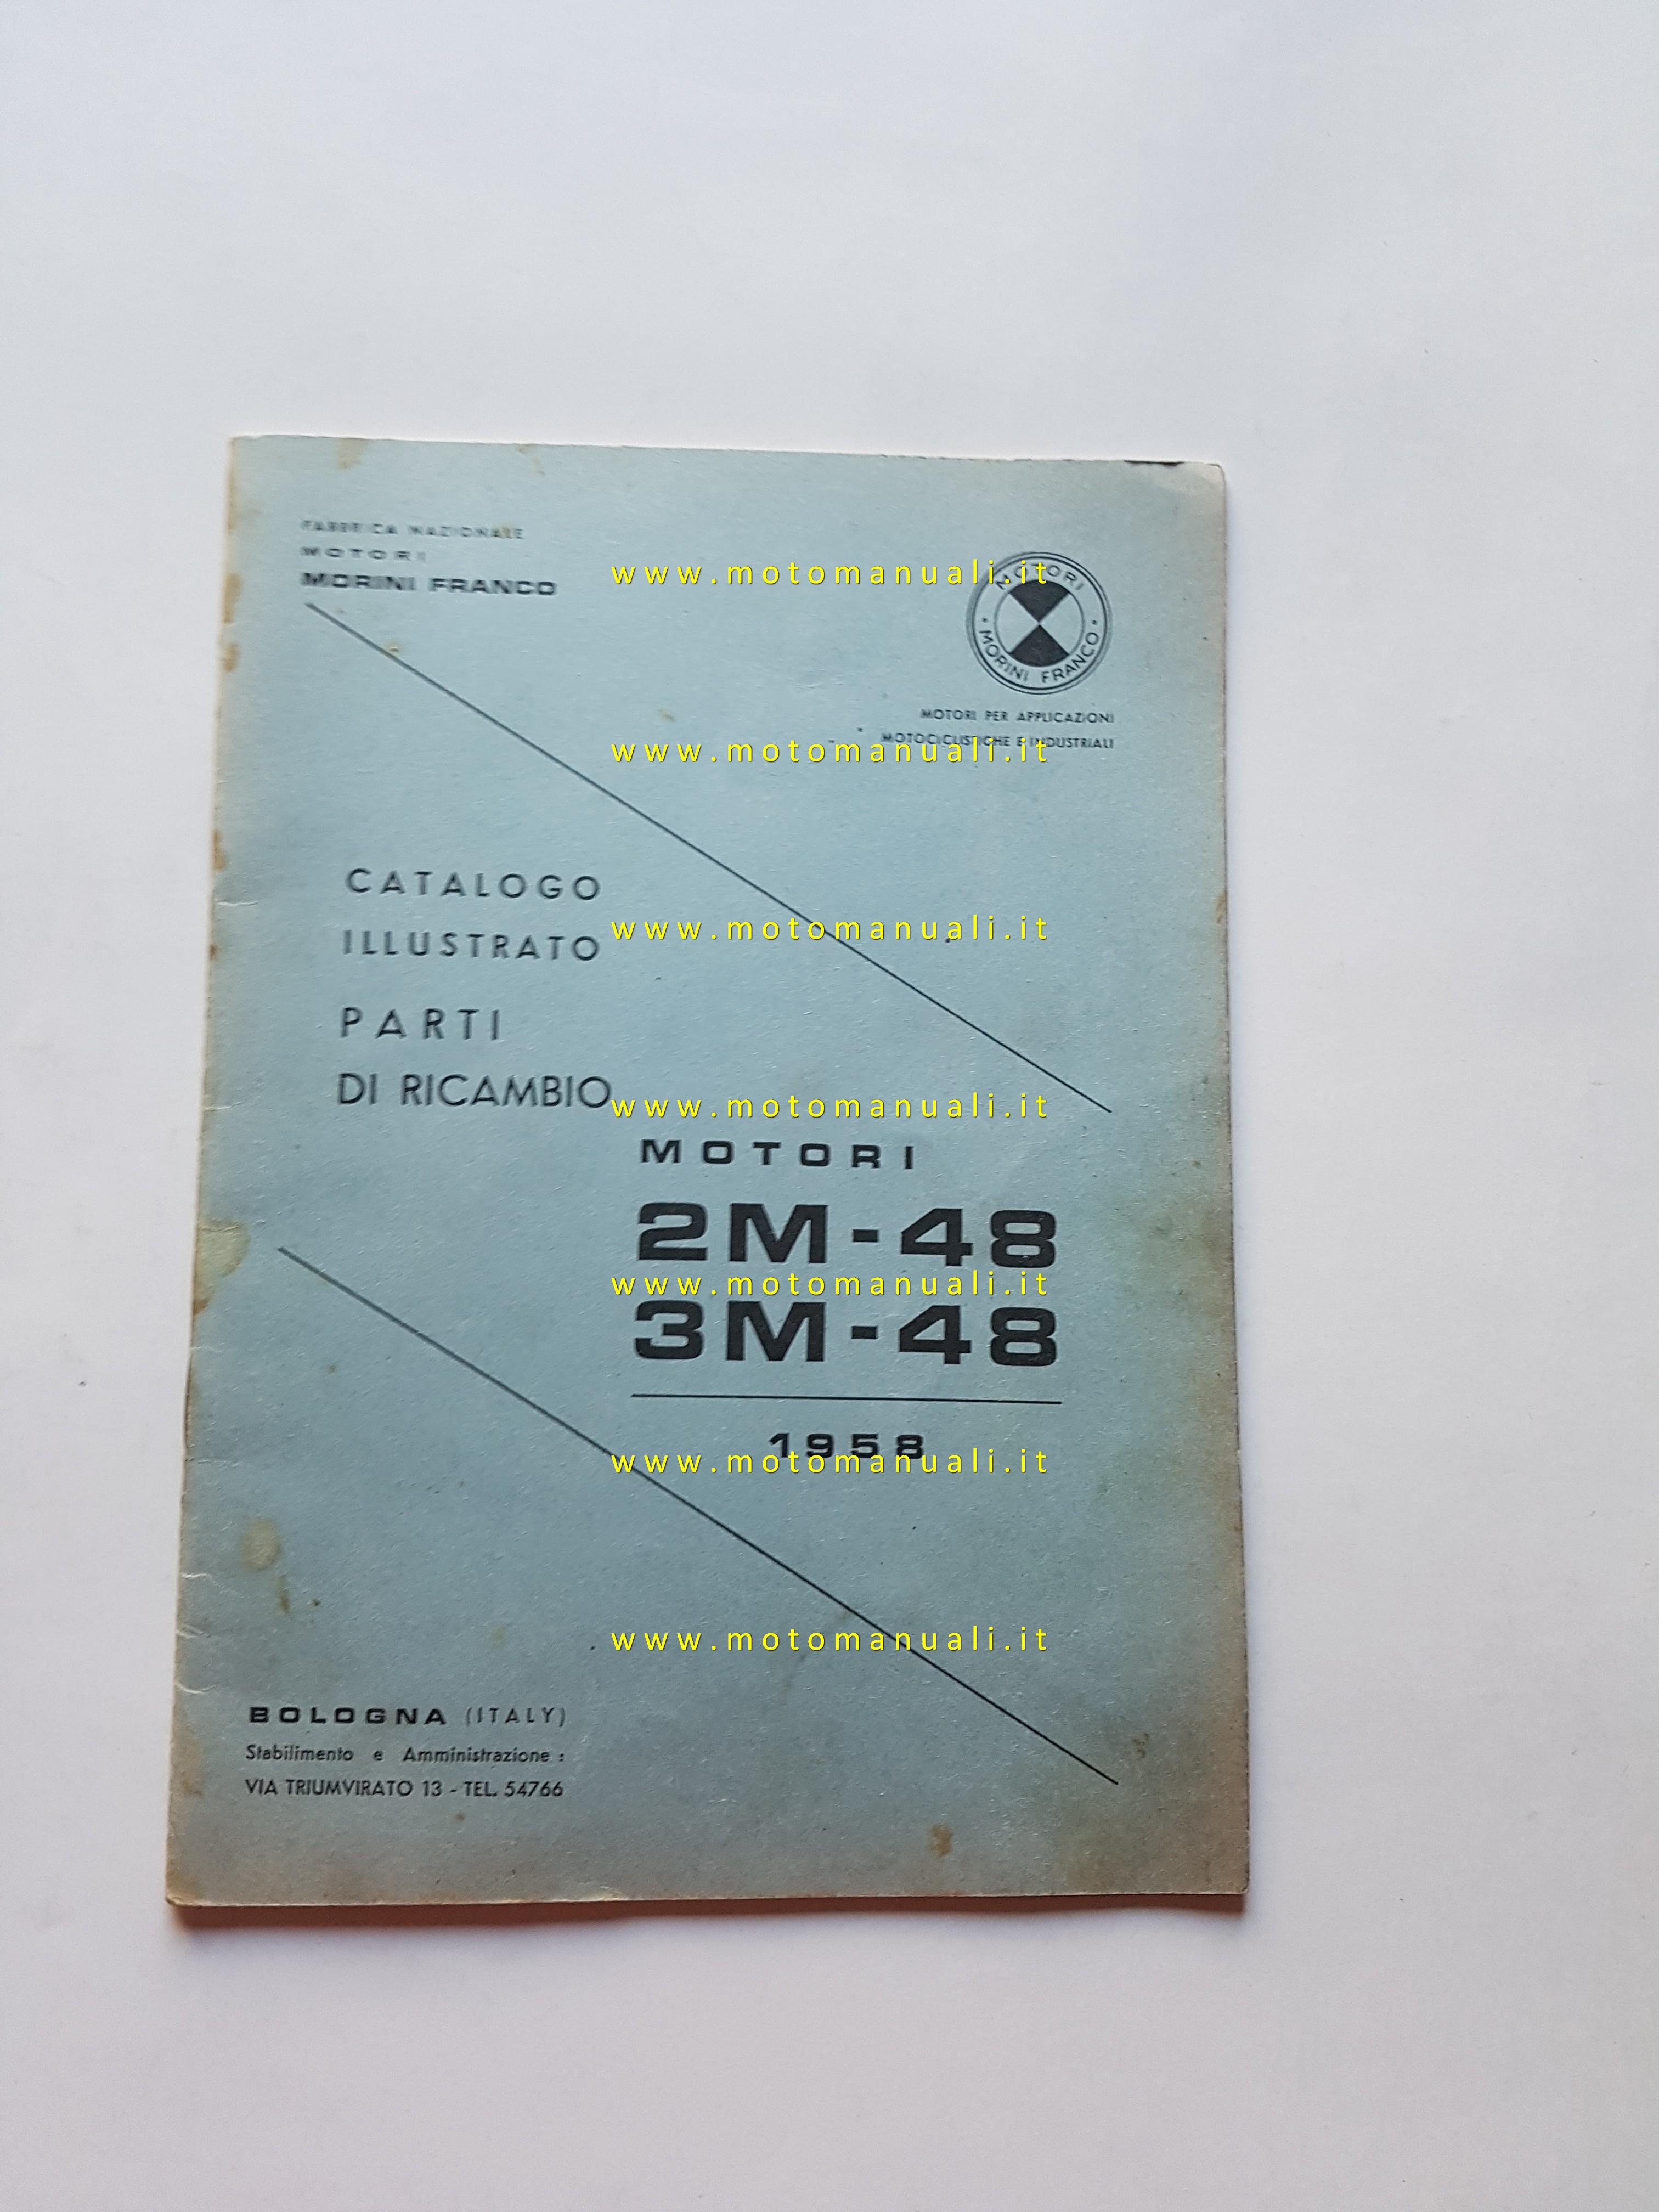 FABBRICA NAZIONALE
MOTORI
MORINI FRANCO
www.motomanuali.it
MOTORI
• MORINI FRANCO •
MOTORI PER APPLICAZIONI
MOTOCICLISTICHE E INDUSTRIALI
www.motomanuali.it
CATALOGO
ILLUSTRATO
www.motomanuali.it
PARTI
DI RICAMBIO
www.motomanuali.it
MOTORI
2M-48
www.motomanuali.it
3M-48
1958
www.motomanuali.it
www.motomanuali.it
BOLOGNA (ITALY)
Stabilimento e Amministrazione :
VIA TRIUMVIRATO 13 - TEL. 54766